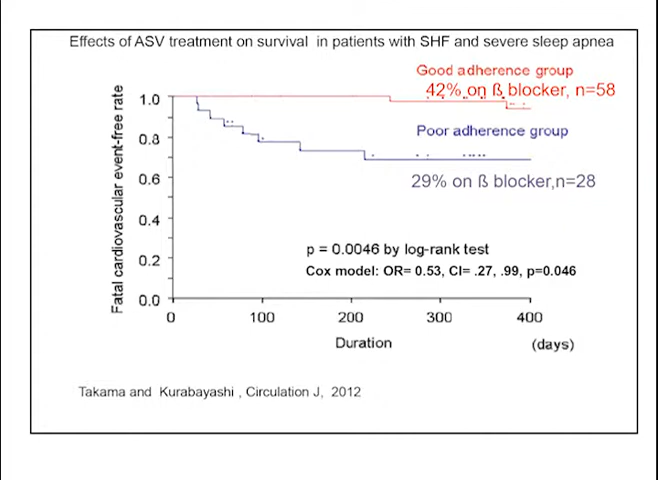 Effects of ASV treatment on survival in patients with SHF and severe sleep apnea
Good adherence group
42% on ß blocker, n=58
Poor adherence group
29% on ß blocker,n=28
Fatal cardiovascular event-free rate
1.0
0.8
0.6
0.4
0.2
0.0
p = 0.0046 by log-rank test
Cox model: OR= 0.53, CI= .27, .99, p=0.046
0 100 200 300 400
Duration (days)
Takama and Kurabayashi , Circulation J, 2012